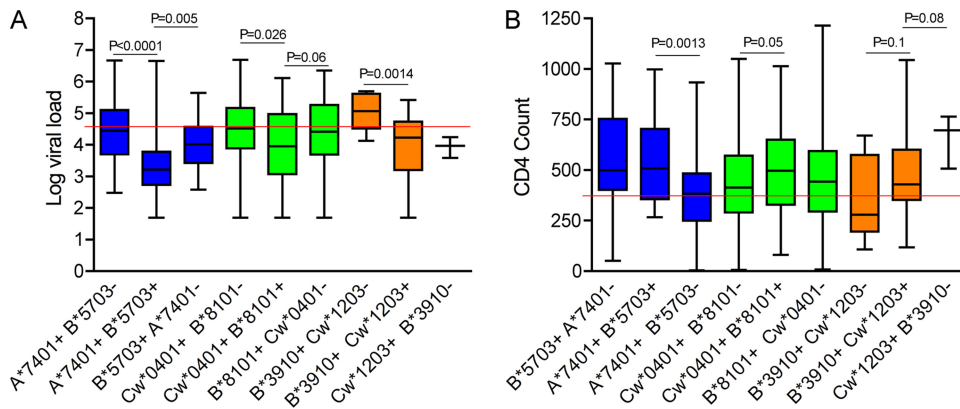 A
P<0.0001
P=0.005
P=0.026
P=0.06
P=0.0014
Log viral load
8
7
6
5
4
3
2
1
0
A*7401+ B*5703-
A*7401+ B*5703+
B*5703+ A*7401-
Cw*0401+ B*8101-
Cw*0401+ B*8101+
B*8101+ Cw*0401-
B*3910+ Cw*1203-
B*3910+ Cw*1203+
Cw*1203+ B*3910-
B
P=0.0013
P=0.05
P=0.1
P=0.08
CD4 Count
1250
1000
750
500
250
0
B*5703+ A*7401-
A*7401+ B*5703+
A*7401+ B*5703-
Cw*0401+ B*8101-
Cw*0401+ B*8101+
B*8101+ Cw*0401-
B*3910+ Cw*1203-
B*3910+ Cw*1203+
Cw*1203+ B*3910-